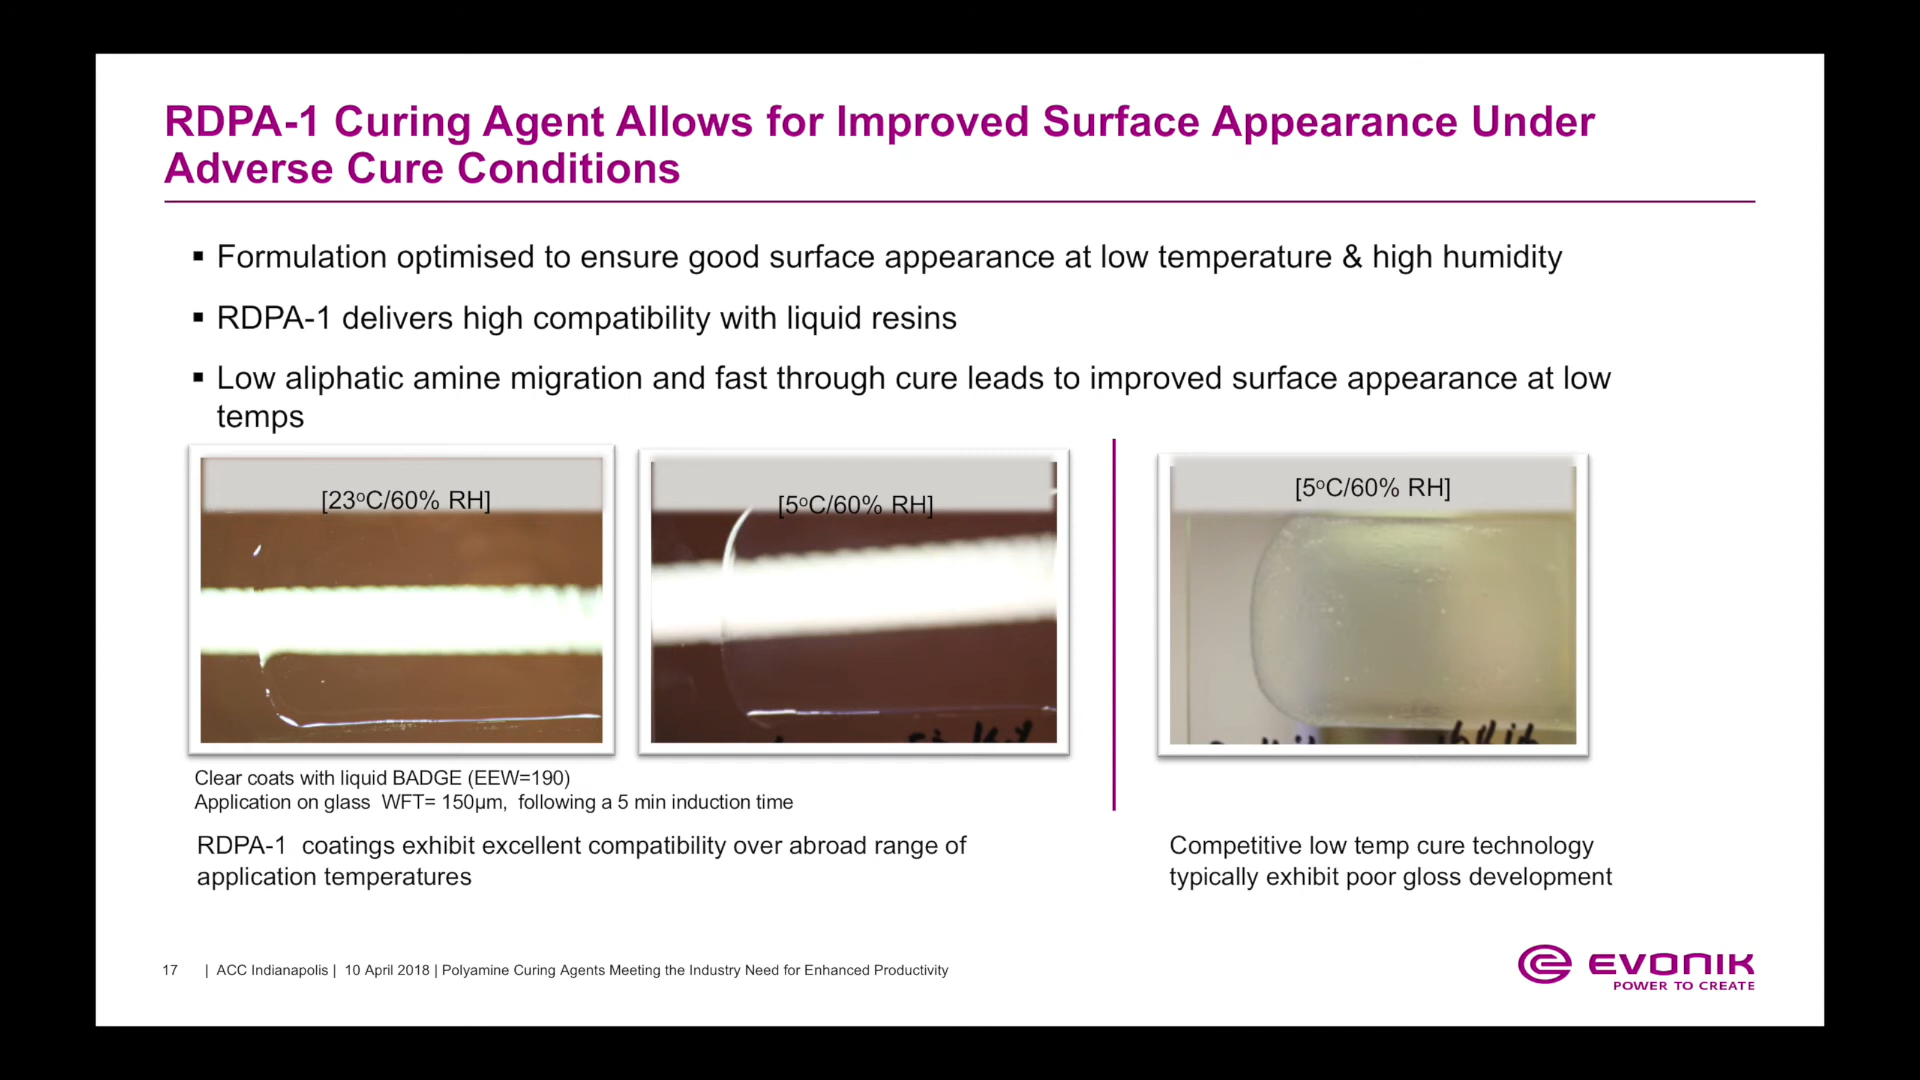 RDPA-1 Curing Agent Allows for Improved Surface Appearance Under
Adverse Cure Conditions
▪ Formulation optimised to ensure good surface appearance at low temperature & high humidity
▪ RDPA-1 delivers high compatibility with liquid resins
▪ Low aliphatic amine migration and fast through cure leads to improved surface appearance at low
temps
[23ºC/60% RH]
[5ºC/60% RH]
[5ºC/60% RH]
Clear coats with liquid BADGE (EEW=190)
Application on glass WFT= 150µm, following a 5 min induction time
RDPA-1 coatings exhibit excellent compatibility over abroad range of
application temperatures
Competitive low temp cure technology
typically exhibit poor gloss development
17 | ACC Indianapolis | 10 April 2018 | Polyamine Curing Agents Meeting the Industry Need for Enhanced Productivity
EVONIK
POWER TO CREATE